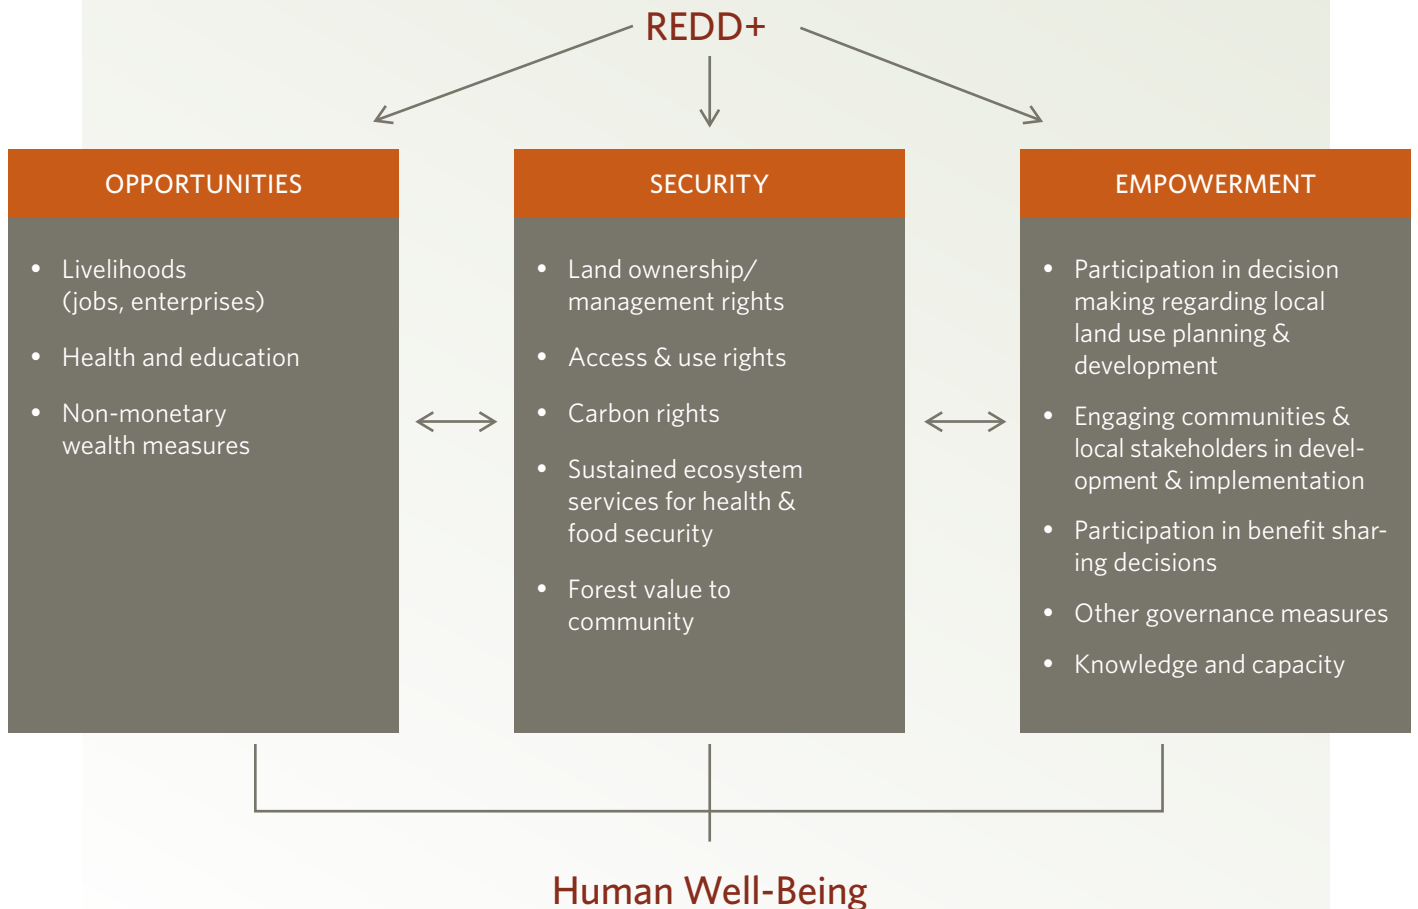 REDD+
OPPORTUNITIES
• Livelihoods
(jobs, enterprises)
• Health and education
• Non-monetary
wealth measures
SECURITY
• Land ownership/
management rights
• Access & use rights
• Carbon rights
• Sustained ecosystem
services for health &
food security
• Forest value to
community
EMPOWERMENT
• Participation in decision
making regarding local
land use planning &
development
• Engaging communities &
local stakeholders in devel-
opment & implementation
• Participation in benefit shar-
ing decisions
• Other governance measures
• Knowledge and capacity
Human Well-Being